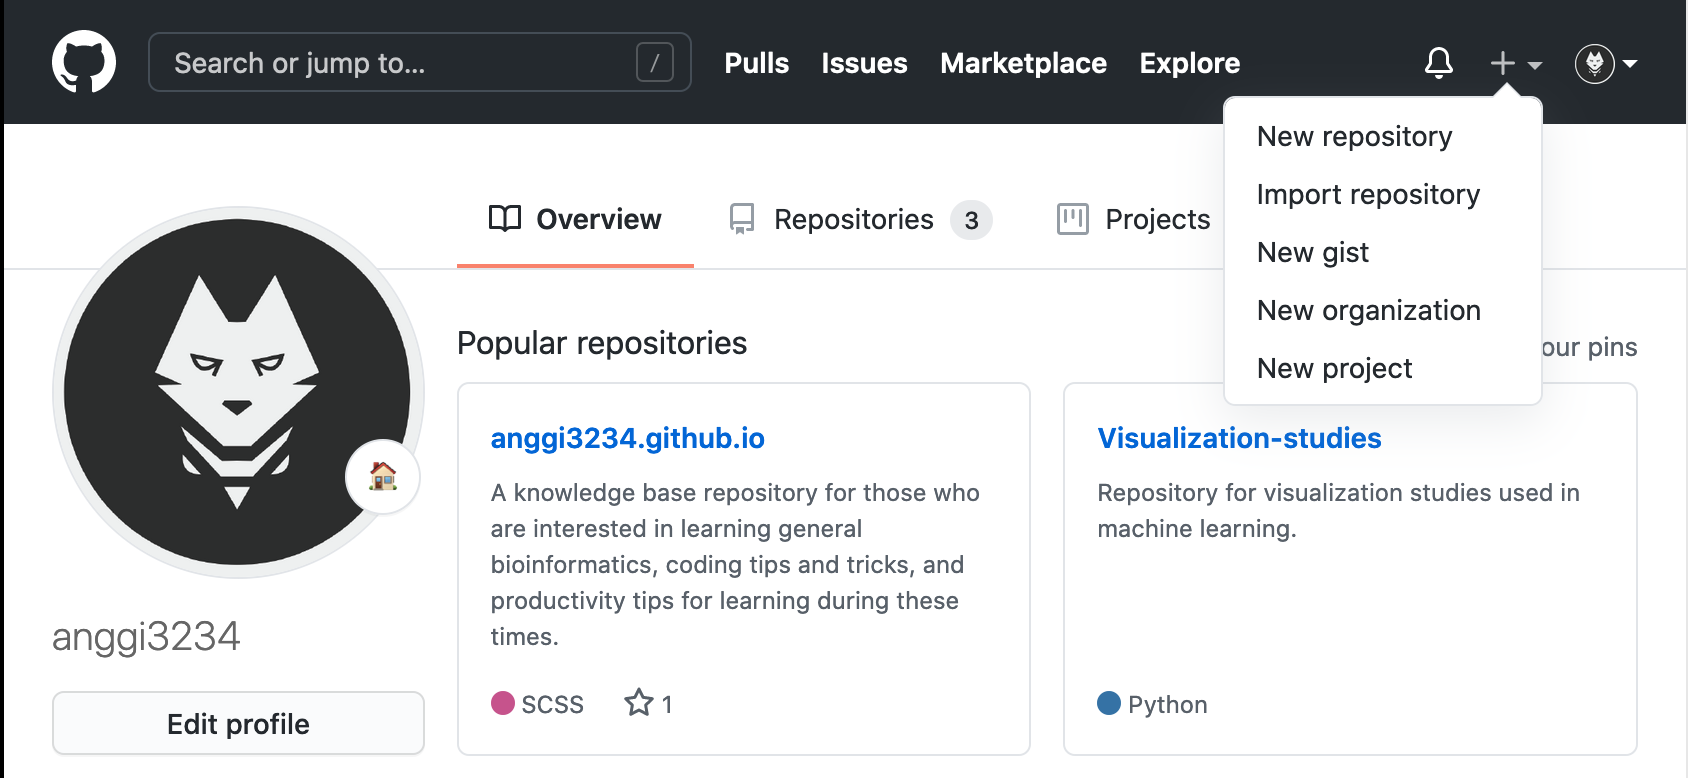 Search or jump to... /
Pulls
Issues
Marketplace
Explore
New repository
Import repository
New gist
New organization
New project
Overview
Repositories 3
Projects
Popular repositories
our pins
anggi3234.github.io
A knowledge base repository for those who
are interested in learning general
bioinformatics, coding tips and tricks, and
productivity tips for learning during these
times.
SCSS
1
Visualization-studies
Repository for visualization studies used in
machine learning.
Python
anggi3234
Edit profile